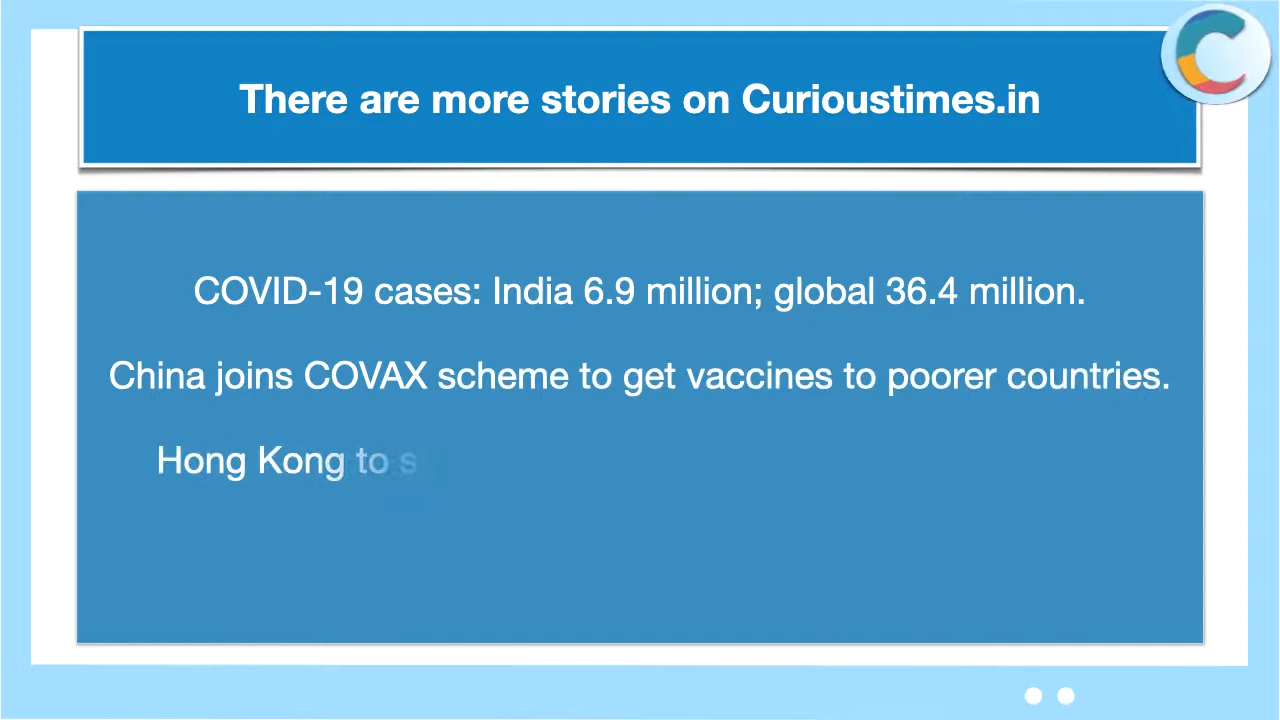 There are more stories on Curioustimes.in
COVID-19 cases: India 6.9 million; global 36.4 million.
China joins COVAX scheme to get vaccines to poorer countries.
Hong Kong to s